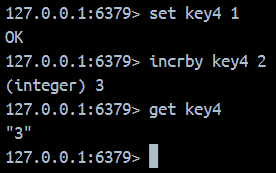 127.0.0.1:6379> set key4 1
OK
127.0.0.1:6379> incrby key4 2
(integer) 3
127.0.0.1:6379> get key4
"3"
127.0.0.1:6379>